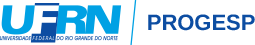 UFRN
UNIVERSIDADE FEDERAL DO RIO GRANDE DO NORTE
PROGESP